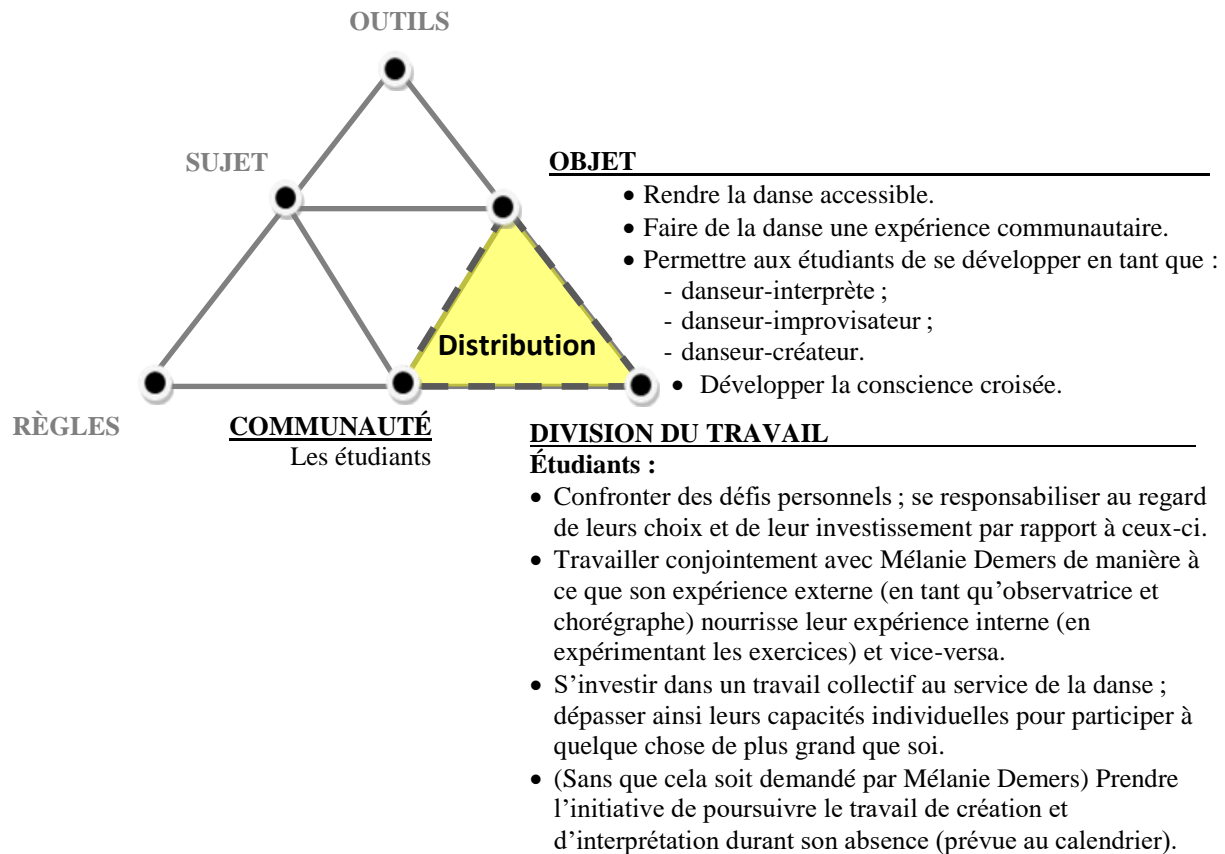 OUTILS
SUJET
OBJET
• Rendre la danse accessible.
• Faire de la danse une expérience communautaire.
• Permettre aux étudiants de se développer en tant que :
- danseur-interprète ;
- danseur-improvisateur ;
- danseur-créateur.
• Développer la conscience croisée.
Distribution
RÈGLES
COMMUNAUTÉ
Les étudiants
DIVISION DU TRAVAIL
Étudiants :
• Confronter des défis personnels ; se responsabiliser au regard
de leurs choix et de leur investissement par rapport à ceux-ci.
• Travailler conjointement avec Mélanie Demers de manière à
ce que son expérience externe (en tant qu’observatrice et
chorégraphe) nourrisse leur expérience interne (en
expérimentant les exercices) et vice-versa.
• S’investir dans un travail collectif au service de la danse ;
dépasser ainsi leurs capacités individuelles pour participer à
quelque chose de plus grand que soi.
• (Sans que cela soit demandé par Mélanie Demers) Prendre
l’initiative de poursuivre le travail de création et
d’interprétation durant son absence (prévue au calendrier).